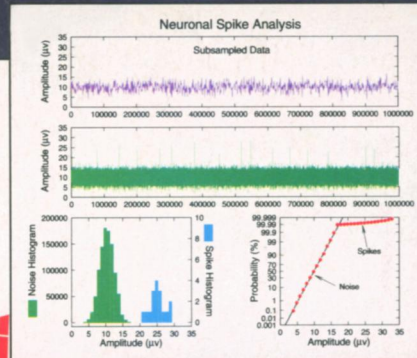 Neuronal Spike Analysis
Subsampled Data
Amplitude (μv)
35
30
25
20
15
10
5
0
0 100000 200000 300000 400000 500000 600000 700000 800000 900000 1000000
Amplitude (μv)
35
30
25
20
15
10
5
0
0 100000 200000 300000 400000 500000 600000 700000 800000 900000 1000000
Noise Histogram
200000
150000
100000
50000
0
0 5 10 15 20 25 30 35
Amplitude (μv)
10
8
6
4
2
0
Spike Histogram
Probability (%)
99.999
99.99
99.9
99
90
70
50
30
10
1
0.1
0.01
0.001
Spikes
Noise
0 5 10 15 20 25 30 35
Amplitude (μv)